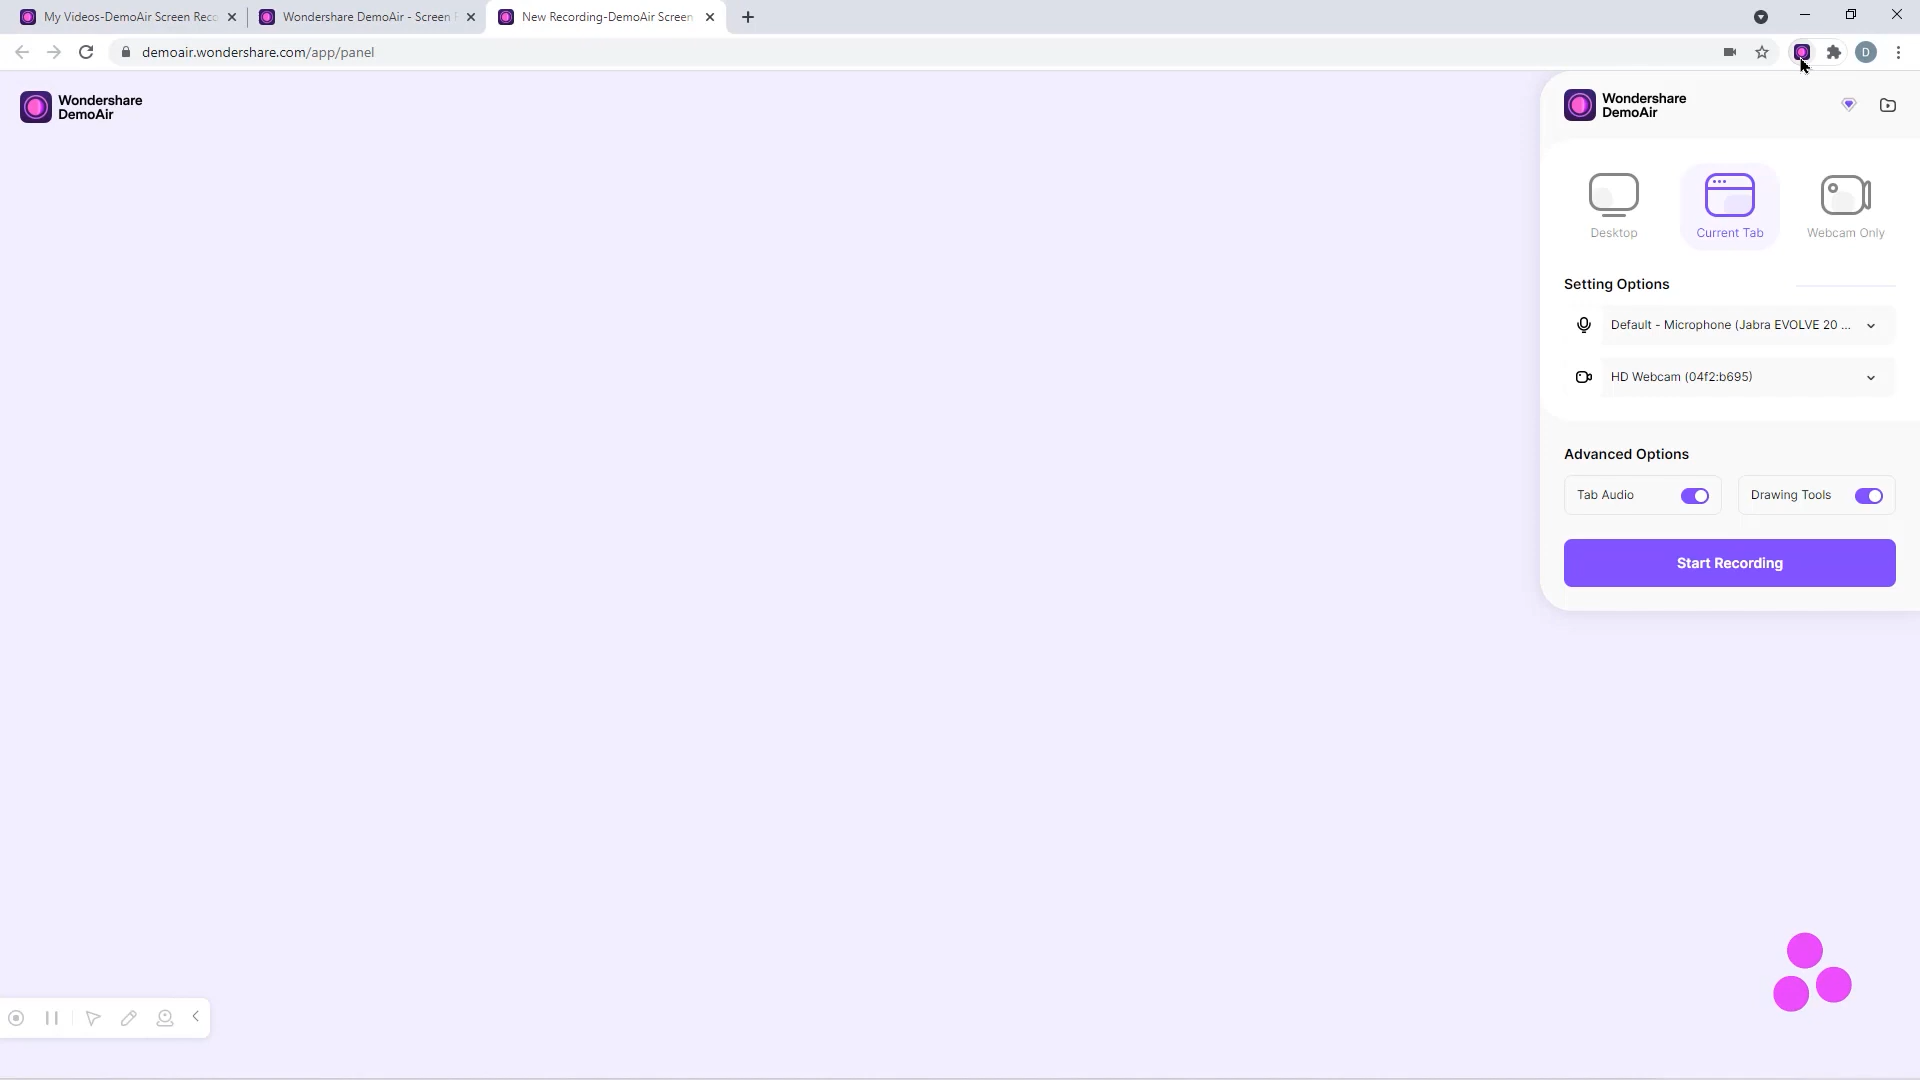 My Videos-DemoAir Screen Reco
Wondershare DemoAir - Screen
New Recording-DemoAir Screen
demoair.wondershare.com/app/panel
D
Wondershare
DemoAir
Wondershare
DemoAir
Desktop
Current Tab
Webcam Only
Setting Options
Default - Microphone (Jabra EVOLVE 20 ...
HD Webcam (04f2:b695)
Advanced Options
Tab Audio
Drawing Tools
Start Recording